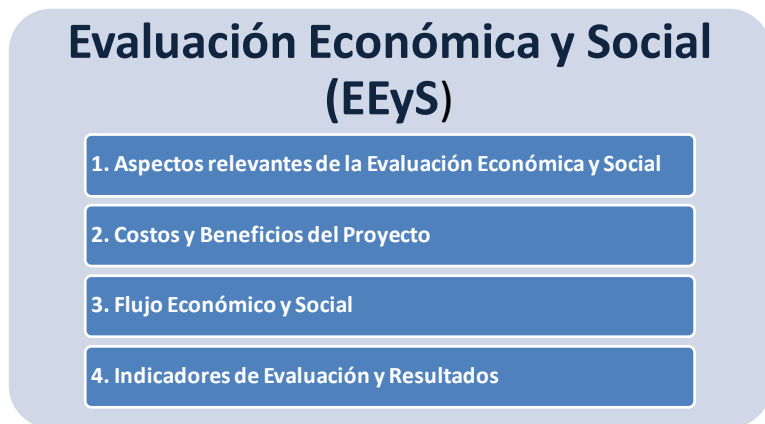 Evaluación Económica y Social
(EEyS)
1. Aspectos relevantes de la Evaluación Económica y Social
2. Costos y Beneficios del Proyecto
3. Flujo Económico y Social
4. Indicadores de Evaluación y Resultados